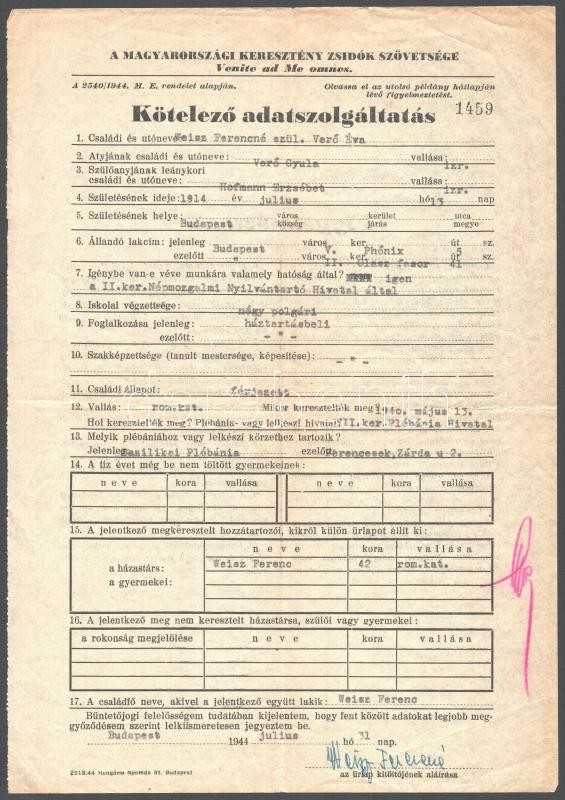 A MAGYARORSZÁGI KERESZTÉNY ZSIDÓK SZÖVETSÉGE
Venite ad Me omnes.
A 2540/1944. M. E. rendelet alapján.
Olvassa el az utolsó példány hátlapján
lévő figyelmeztetést.
Kötelező adatszolgáltatás 1459
1. Családi és utóneve: Weisz Ferencné szül. Verő Éva
2. Atyjának családi és utóneve: Verő Gyula vallása: izr.
3. Szülőanyjának leánykori
családi és utóneve: Hofmann Erzsébet vallása: izr.
4. Születésének ideje: 1914 év julius hó 13 nap
5. Születésének helye: Budapest város község kerület járás utca megye
6. Állandó lakcím: jelenleg Budapest város V. ker. Phőnix út 5 sz.
ezelőtt " város II. ker. Olasz fasor út 41 sz.
7. Igénybe van-e véve munkára valamely hatóság által? igen
a II.ker.Népmozgalmi Nyilvántartó Hivatal által
8. Iskolai végzettsége: négy polgári
9. Foglalkozása jelenleg: háztartásbeli
ezelőtt: - " -
10. Szakképzettsége (tanult mestersége, képesítése): - " -
11. Családi állapot: férjezett
12. Vallás: rom.kat. Mikor keresztelték meg? 1940. május 13.
Hol keresztelték meg? Plébánia- vagy lelkészi hivatal: II.ker.Plébánia Hivatal
13. Melyik plébániához vagy lelkészi körzethez tartozik?
Jelenleg Bazilikai Plébánia ezelőtt Ferencesek, Zárda u 2.
14. A tíz évet még be nem töltött gyermekeinek:
neve kora vallása neve kora vallása
15. A jelentkező megkeresztelt hozzátartozói, kikről külön űrlapot állít ki:
neve kora vallása
a házastárs: Weisz Ferenc 42 rom.kat.
a gyermekei:
16. A jelentkező meg nem keresztelt házastársa, szülői vagy gyermekei:
a rokonság megjelölése neve kora vallása
17. A családfő neve, akivel a jelentkező együtt lakik: Weisz Ferenc
Büntetőjogi felelősségem tudatában kijelentem, hogy fent közölt adatokat legjobb meg-
győződésem szerint lelkiismeretesen jegyeztem be.
Budapest 1944 julius hó 31 nap.
Weisz Ferencné
az űrlap kitöltőjének aláírása
2518.44 Hungária Nyomda Rt. Budapest